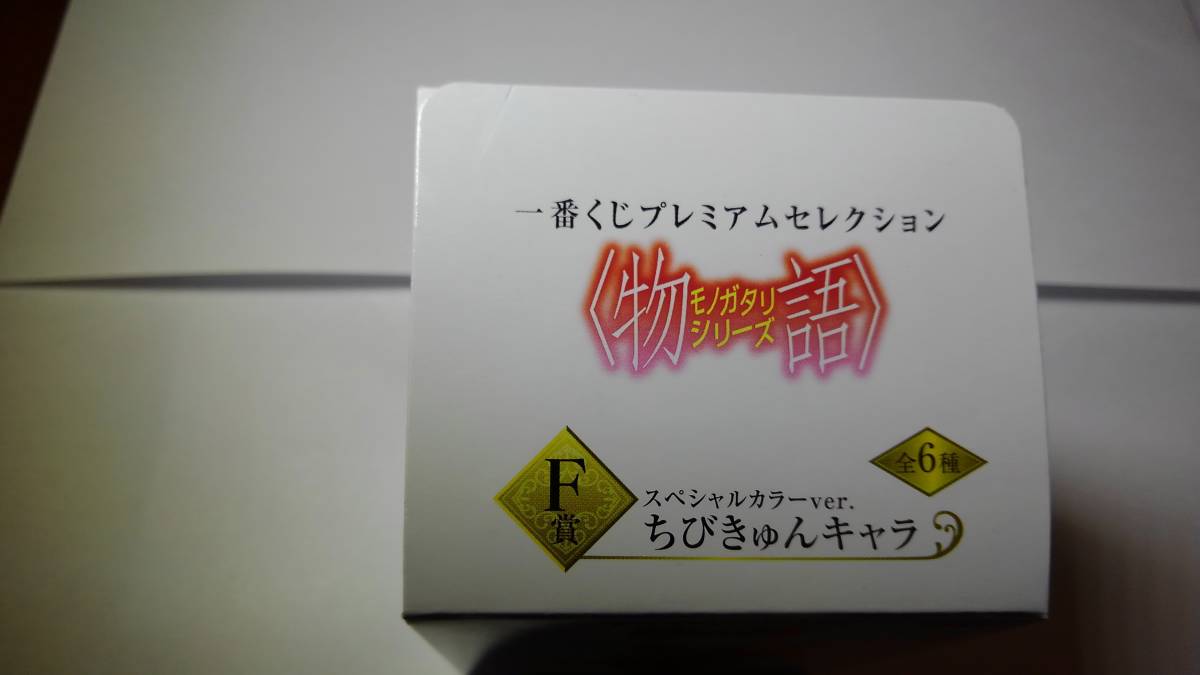 一番くじプレミアムセレクション
〈物語〉
モノガタリ
シリーズ
全6種
F賞
スペシャルカラーver.
ちびきゅんキャラ